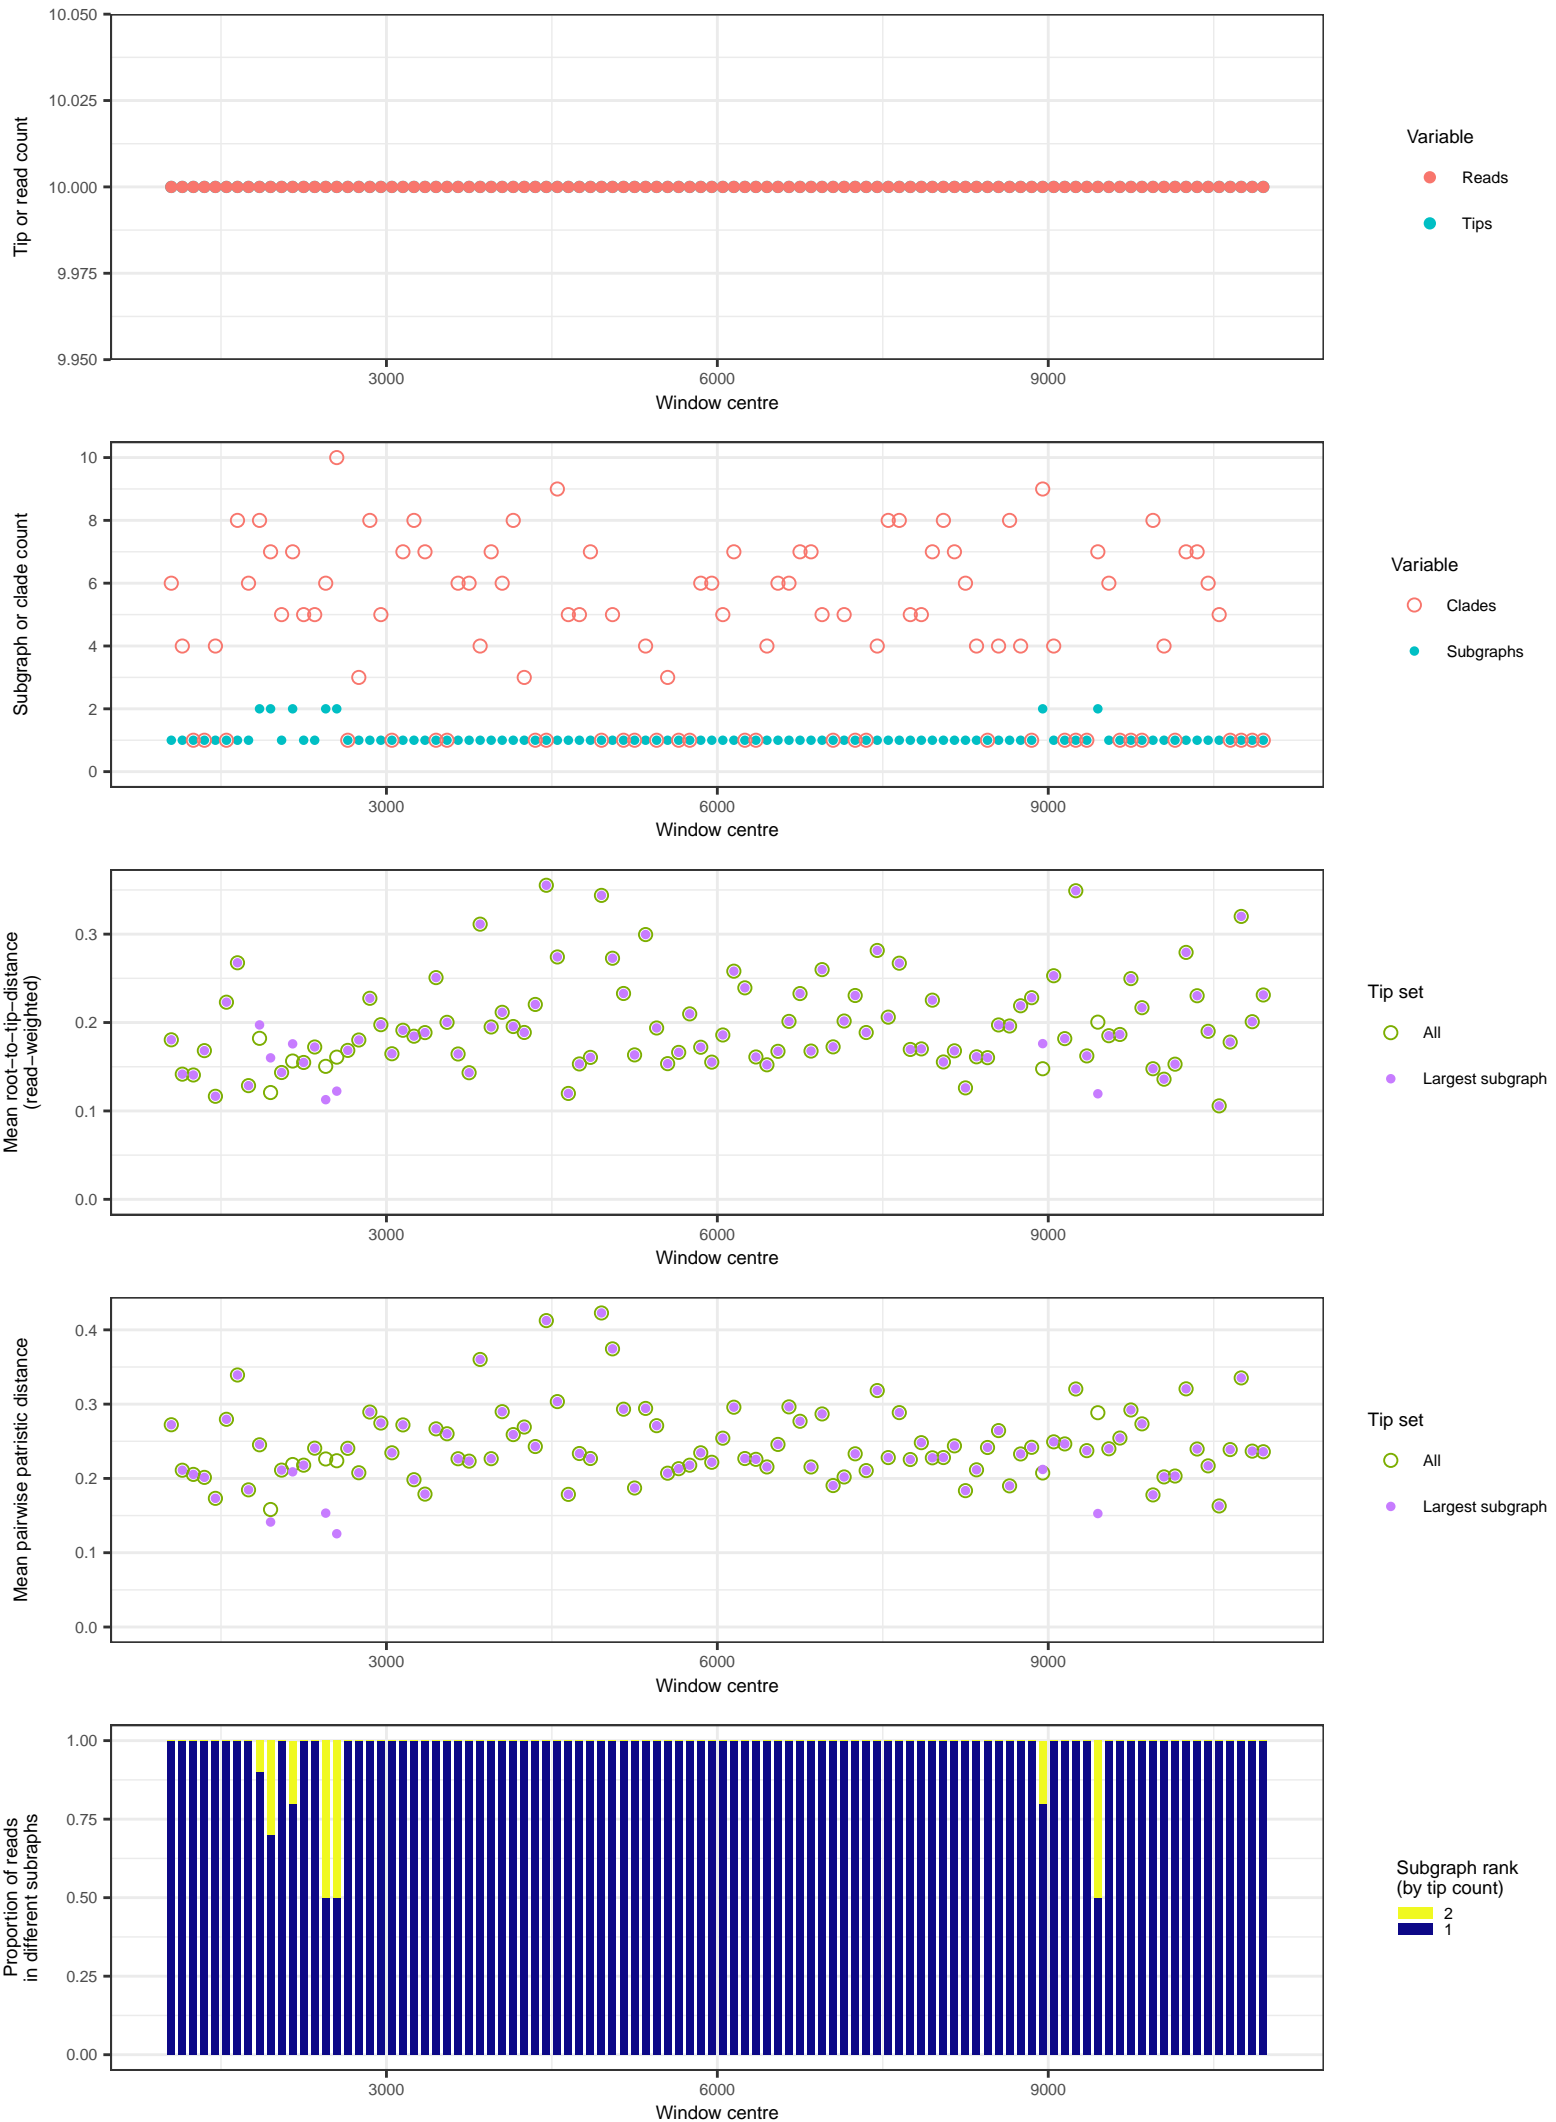 10.050
10.025
10.000
9.975
9.950
Tip or read count
3000 6000 9000
Window centre
Variable
Reads
Tips
10
8
6
4
2
0
Subgraph or clade count
3000 6000 9000
Window centre
Variable
Clades
Subgraphs
0.3
0.2
0.1
0.0
Mean root−to−tip−distance
(read−weighted)
3000 6000 9000
Window centre
Tip set
All
Largest subgraph
0.4
0.3
0.2
0.1
0.0
Mean pairwise patristic distance
3000 6000 9000
Window centre
Tip set
All
Largest subgraph
1.00
0.75
0.50
0.25
0.00
Proportion of reads
in different subraphs
3000 6000 9000
Window centre
Subgraph rank
(by tip count)
2
1